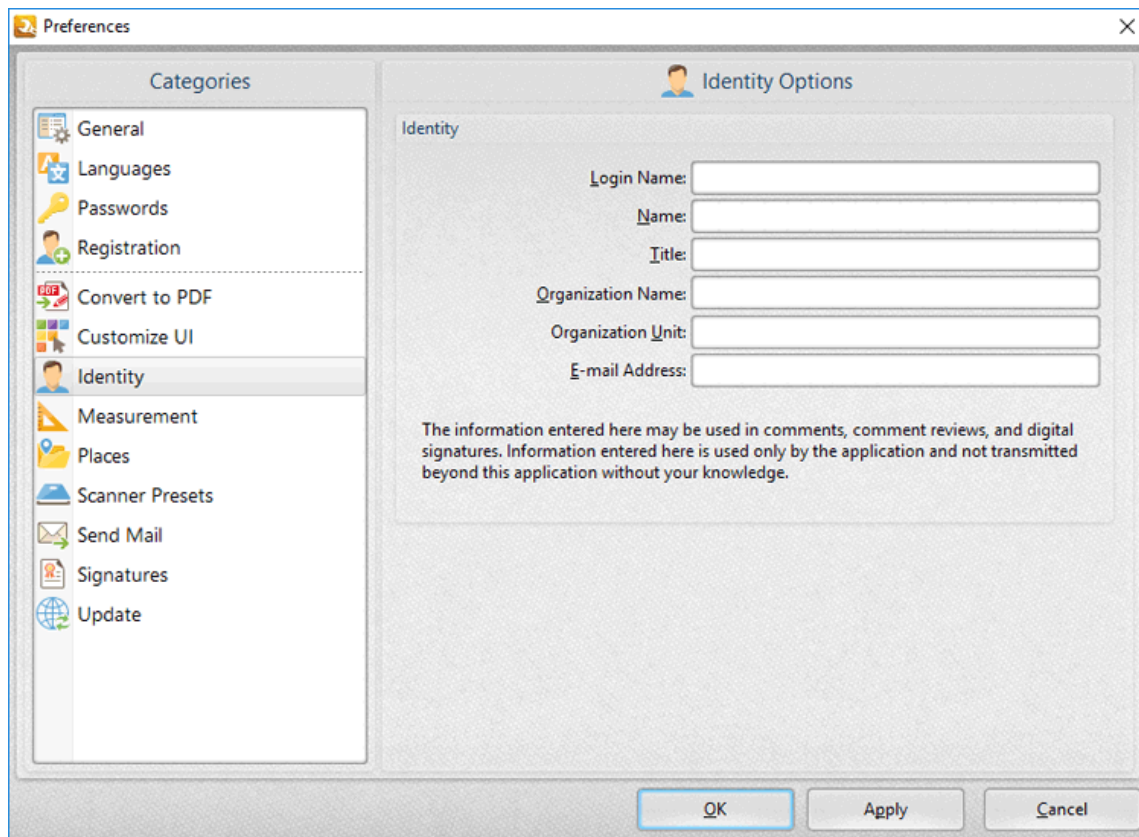 Preferences
Categories
General
Languages
Passwords
Registration
Convert to PDF
Customize UI
Identity
Measurement
Places
Scanner Presets
Send Mail
Signatures
Update
Identity Options
Identity
Login Name:
Name:
Title:
Organization Name:
Organization Unit:
E-mail Address:
The information entered here may be used in comments, comment reviews, and digital
signatures. Information entered here is used only by the application and not transmitted
beyond this application without your knowledge.
OK Apply Cancel